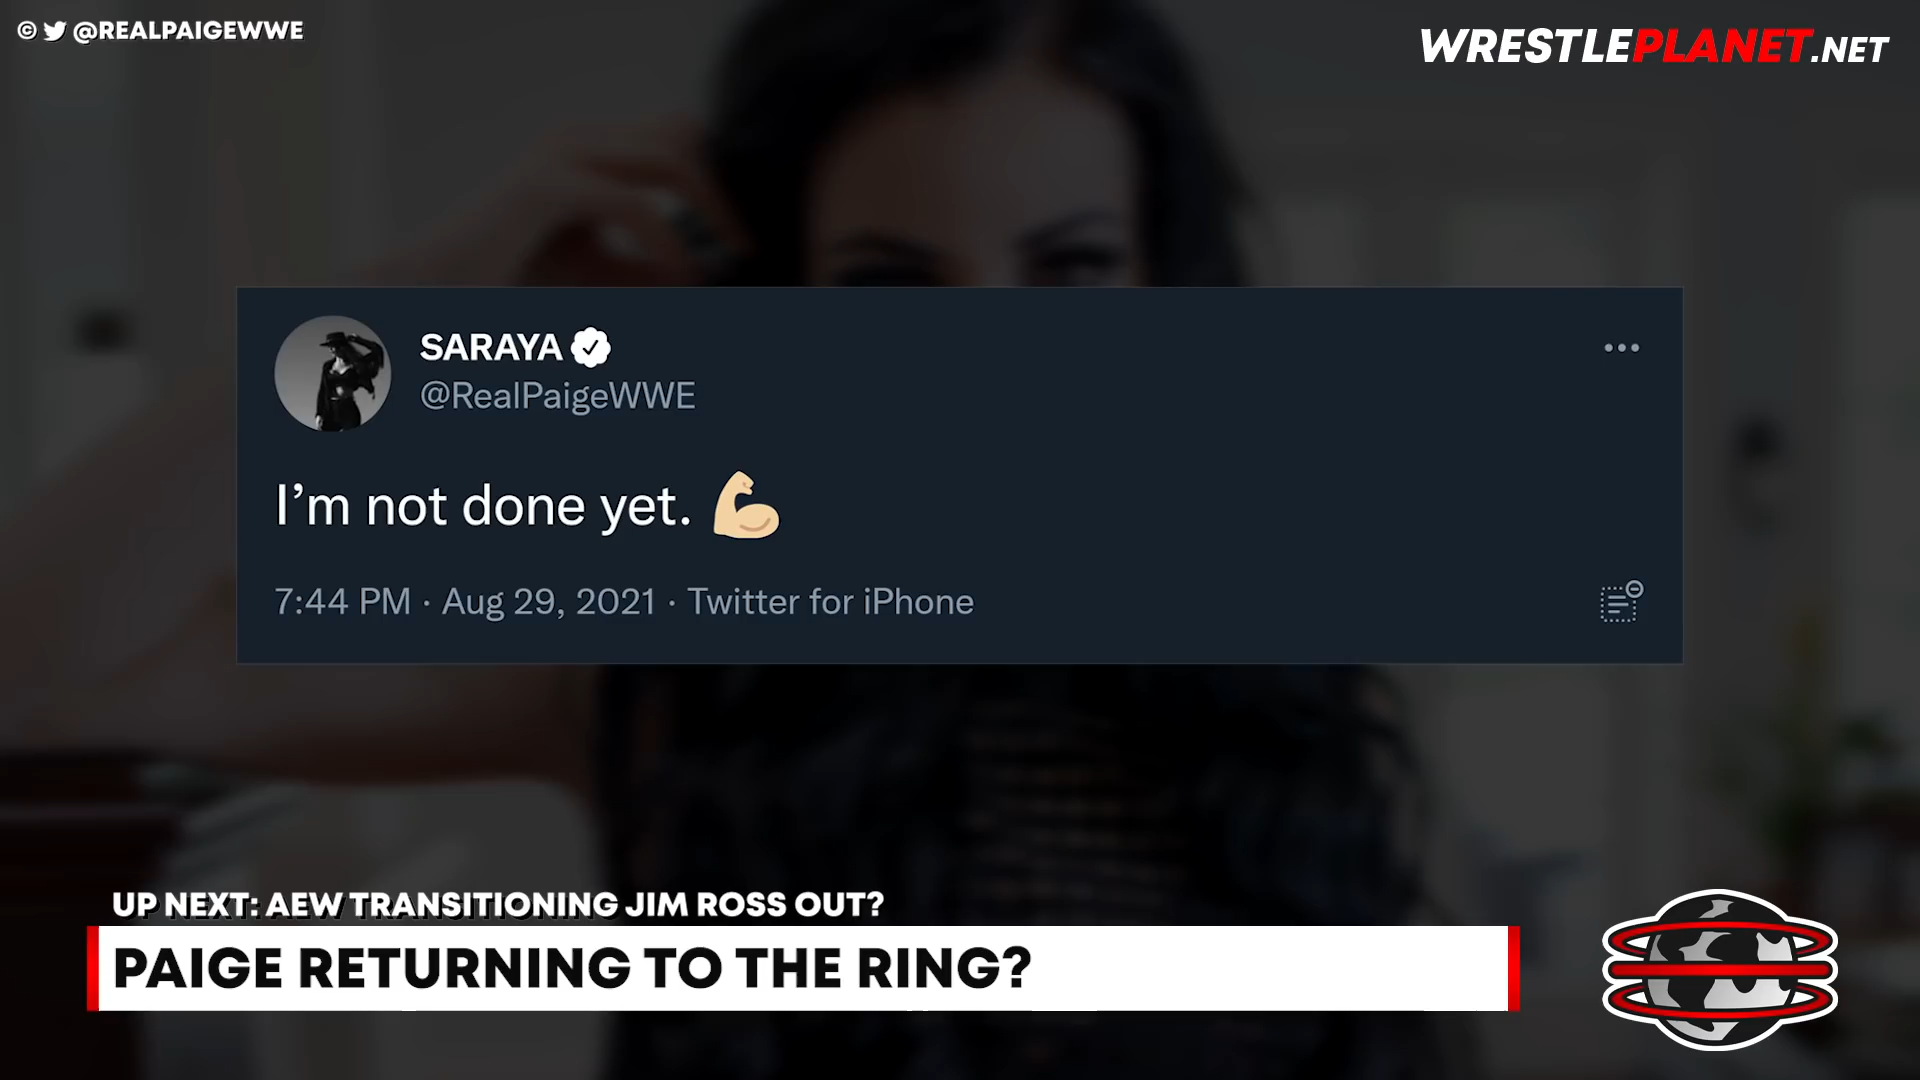 © @REALPAIGEWWE
WRESTLEPLANET.NET
SARAYA
@RealPaigeWWE
I’m not done yet. 💪🏼
7:44 PM · Aug 29, 2021 · Twitter for iPhone
UP NEXT: AEW TRANSITIONING JIM ROSS OUT?
PAIGE RETURNING TO THE RING?